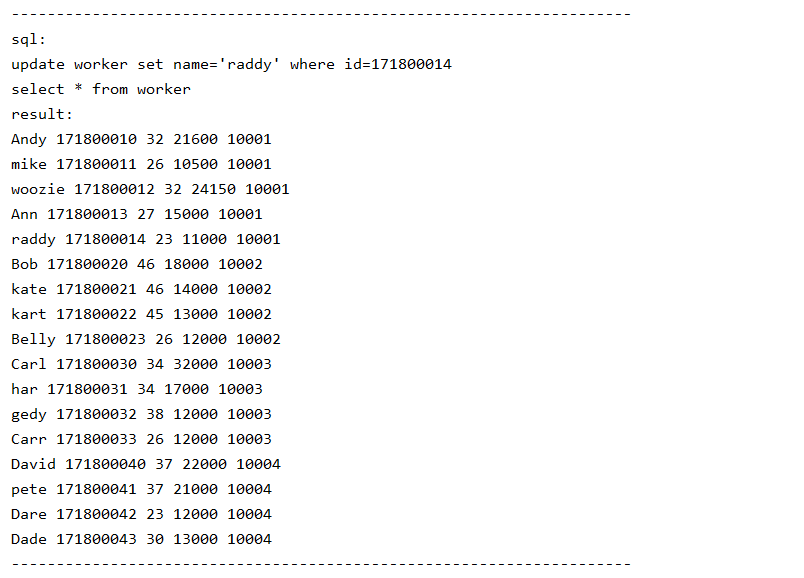 ---------------------------------------------------------------------
sql:
update worker set name='raddy' where id=171800014
select * from worker
result:
Andy 171800010 32 21600 10001
mike 171800011 26 10500 10001
woozie 171800012 32 24150 10001
Ann 171800013 27 15000 10001
raddy 171800014 23 11000 10001
Bob 171800020 46 18000 10002
kate 171800021 46 14000 10002
kart 171800022 45 13000 10002
Belly 171800023 26 12000 10002
Carl 171800030 34 32000 10003
har 171800031 34 17000 10003
gedy 171800032 38 12000 10003
Carr 171800033 26 12000 10003
David 171800040 37 22000 10004
pete 171800041 37 21000 10004
Dare 171800042 23 12000 10004
Dade 171800043 30 13000 10004
---------------------------------------------------------------------